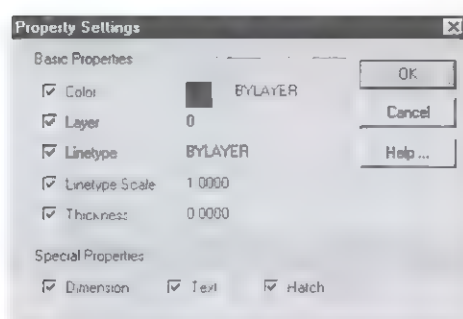 Property Settings
Basic Properties
OK
Color BYLAYER
Layer 0
Cancel
Linetype BYLAYER
Help ...
Linetype Scale 1.0000
Thickness 0.0000
Special Properties
Dimension Text Hatch